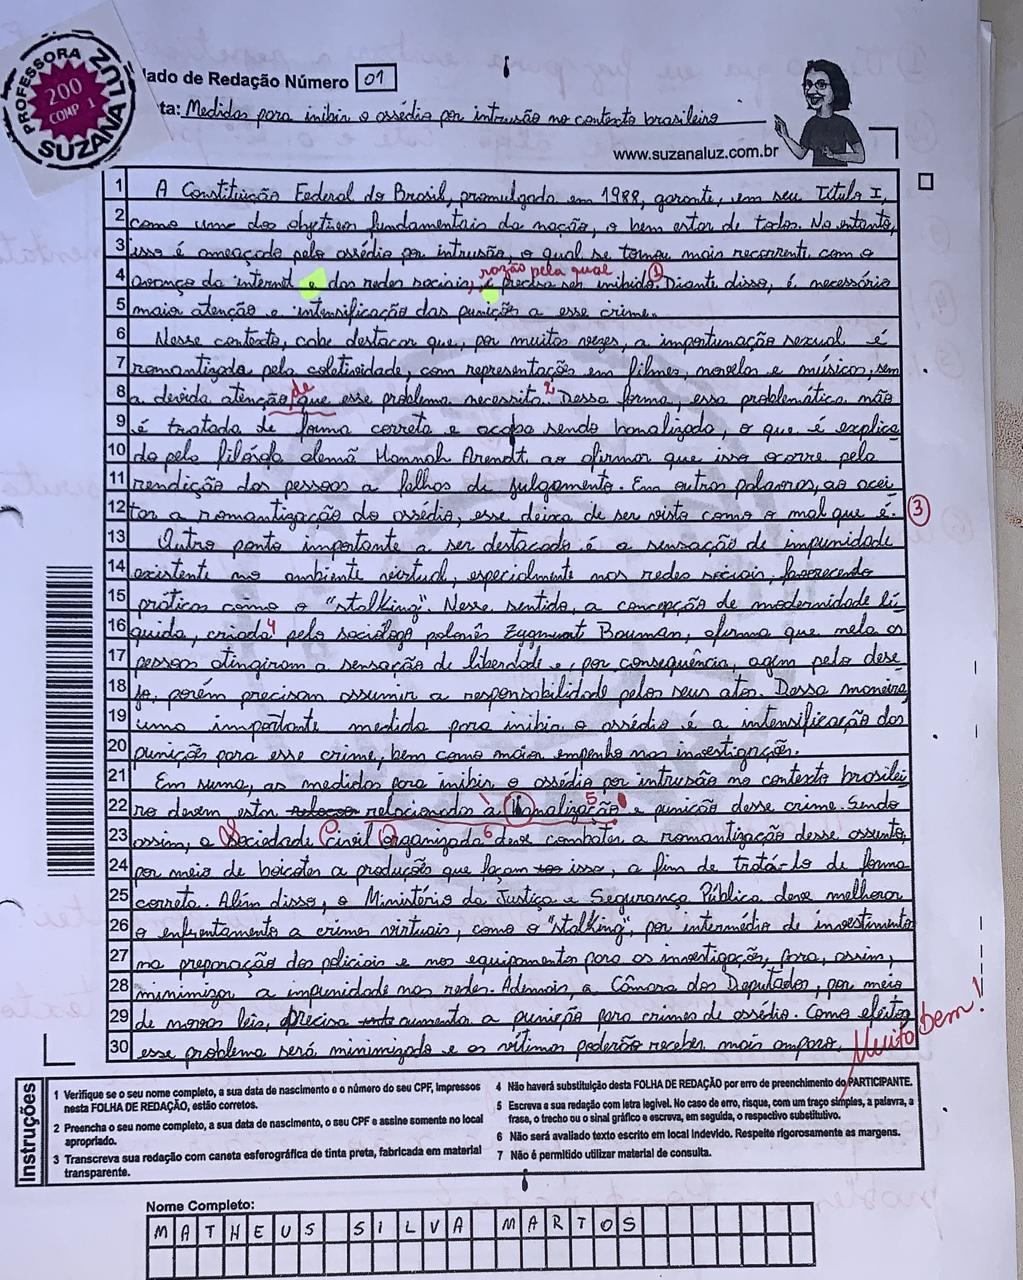 PROFESSORA SUZANA LUZ
200
COMP 1
ado de Redação Número 01
ta: Medidas para inibir o assédio por intrusão no contexto brasileiro
www.suzanaluz.com.br
1 A Constituição Federal do Brasil, promulgada em 1988, garante, em seu Título I,
2 como um dos objetivos fundamentais da nação, o bem estar de todos. No entanto,
3 isso é ameaçado pelo assédio por intrusão, o qual se tornou mais recorrente com o
razão pela qual
4 avanço da internet e das redes sociais, e precisa ser inibido. 1 Diante disso, é necessário
5 maior atenção e intensificação das punições a esse crime.
6 Nesse contexto, cabe destacar que, por muitas vezes, a importunação sexual é
7 romantizada pela coletividade, com representações em filmes, novelas e músicas, sem
de
8 a devida atenção que esse problema necessita. 2 Dessa forma, essa problemática não
9 é tratada de forma correta e acaba sendo banalizada, o que é explica
10 do pela filósofa alemã Hannah Arendt ao afirmar que isso ocorre pela
11 rendição das pessoas a falhas de julgamento. Em outras palavras, ao acei
12 tar a romantização do assédio, esse deixa de ser visto como o mal que é. 3
13 Outro ponto importante a ser destacado é a sensação de impunidade
14 existente no ambiente virtual, especialmente nas redes sociais, favorecendo
15 práticas como o "stalking". Nesse sentido, a concepção de modernidade lí-
16 quida, criada 4 pelo sociólogo polonês Zygmunt Bauman, afirma que nela as
17 pessoas atingiram a sensação de liberdade e, por consequência, agem pelo dese
18 jo, porém precisam assumir a responsabilidade pelos seus atos. Dessa maneira,
19 uma importante medida para inibir o assédio é a intensificação das
20 punições para esse crime, bem como maior empenho nas investigações.
21 Em suma, as medidas para inibir o assédio por intrusão no contexto brasilei
22 ro devem estar relacionadas à banalização 5 e punição desse crime. Sendo
23 assim, a Sociedade Civil Organizada 6 deve combater a romantização desse assunto,
24 por meio de boicotes a produções que façam isso, a fim de tratá-lo de forma
25 correta. Além disso, o Ministério da Justiça e Segurança Pública deve melhorar
26 o enfrentamento a crimes virtuais, como o "stalking", por intermédio de investimentos
27 na preparação dos policiais e nos equipamentos para as investigações, para, assim,
28 minimizar a impunidade nas redes. Ademais, a Câmara dos Deputados, por meio
29 de novas leis, precisa aumentar a punição para crimes de assédio. Como efeito,
30 esse problema será minimizado e as vítimas poderão receber mais amparo.
Muito bem!
Instruções
1 Verifique se o seu nome completo, a sua data de nascimento e o número do seu CPF, impressos
nesta FOLHA DE REDAÇÃO, estão corretos.
2 Preencha o seu nome completo, a sua data de nascimento, o seu CPF e assine somente no local
apropriado.
3 Transcreva sua redação com caneta esferográfica de tinta preta, fabricada em material
transparente.
4 Não haverá substituição desta FOLHA DE REDAÇÃO por erro de preenchimento do PARTICIPANTE.
5 Escreva a sua redação com letra legível. No caso de erro, risque, com um traço simples, a palavra, a
frase, o trecho ou o sinal gráfico e escreva, em seguida, o respectivo substitutivo.
6 Não será avaliado texto escrito em local indevido. Respeite rigorosamente as margens.
7 Não é permitido utilizar material de consulta.
Nome Completo:
MATHEUS SILVA MARTOS